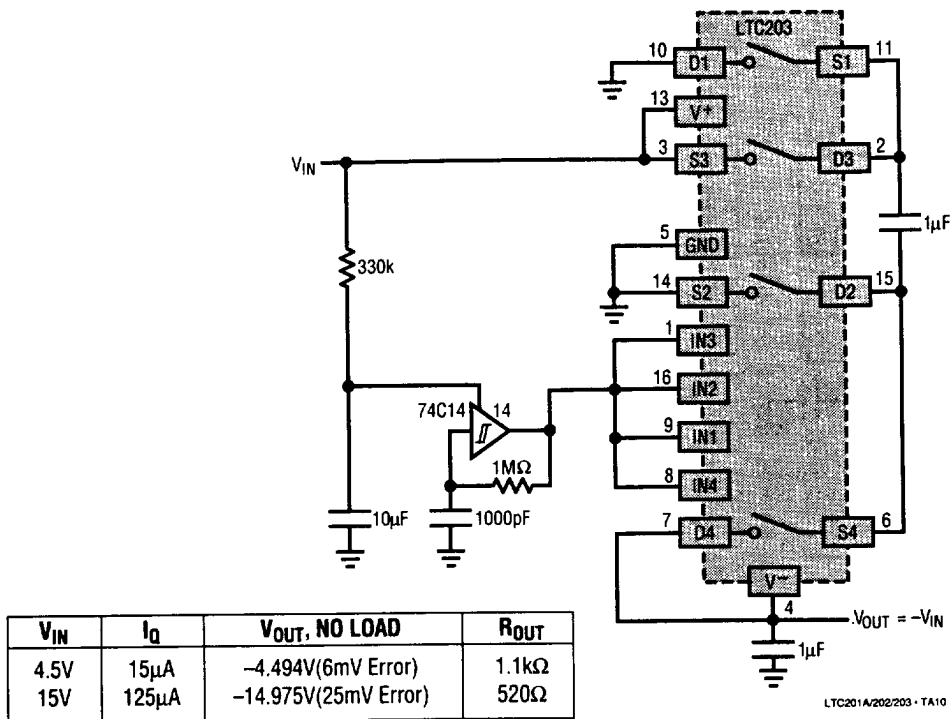 LTC203
10 D1 S1 11
13 V+
VIN 3 S3 D3 2
1µF
5 GND
14 S2 D2 15
330k
1 IN3
16 IN2
74C14 14
9 IN1
1MΩ
8 IN4
10µF 1000pF
7 D4 S4 6
V−
4
VOUT = −VIN
1µF
VIN IQ VOUT, NO LOAD ROUT
4.5V 15µA −4.494V(6mV Error) 1.1kΩ
15V 125µA −14.975V(25mV Error) 520Ω
LTC201A/202/203 • TA10